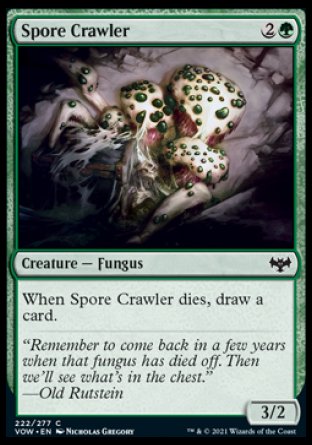 Spore Crawler 2
Creature — Fungus
When Spore Crawler dies, draw a
card.
“Remember to come back in a few years
when that fungus has died off. Then
we’ll see what’s in the chest.”
—Old Rutstein
3/2
222/277 C
VOW • EN Nicholas Gregory ™ & © 2021 Wizards of the Coast